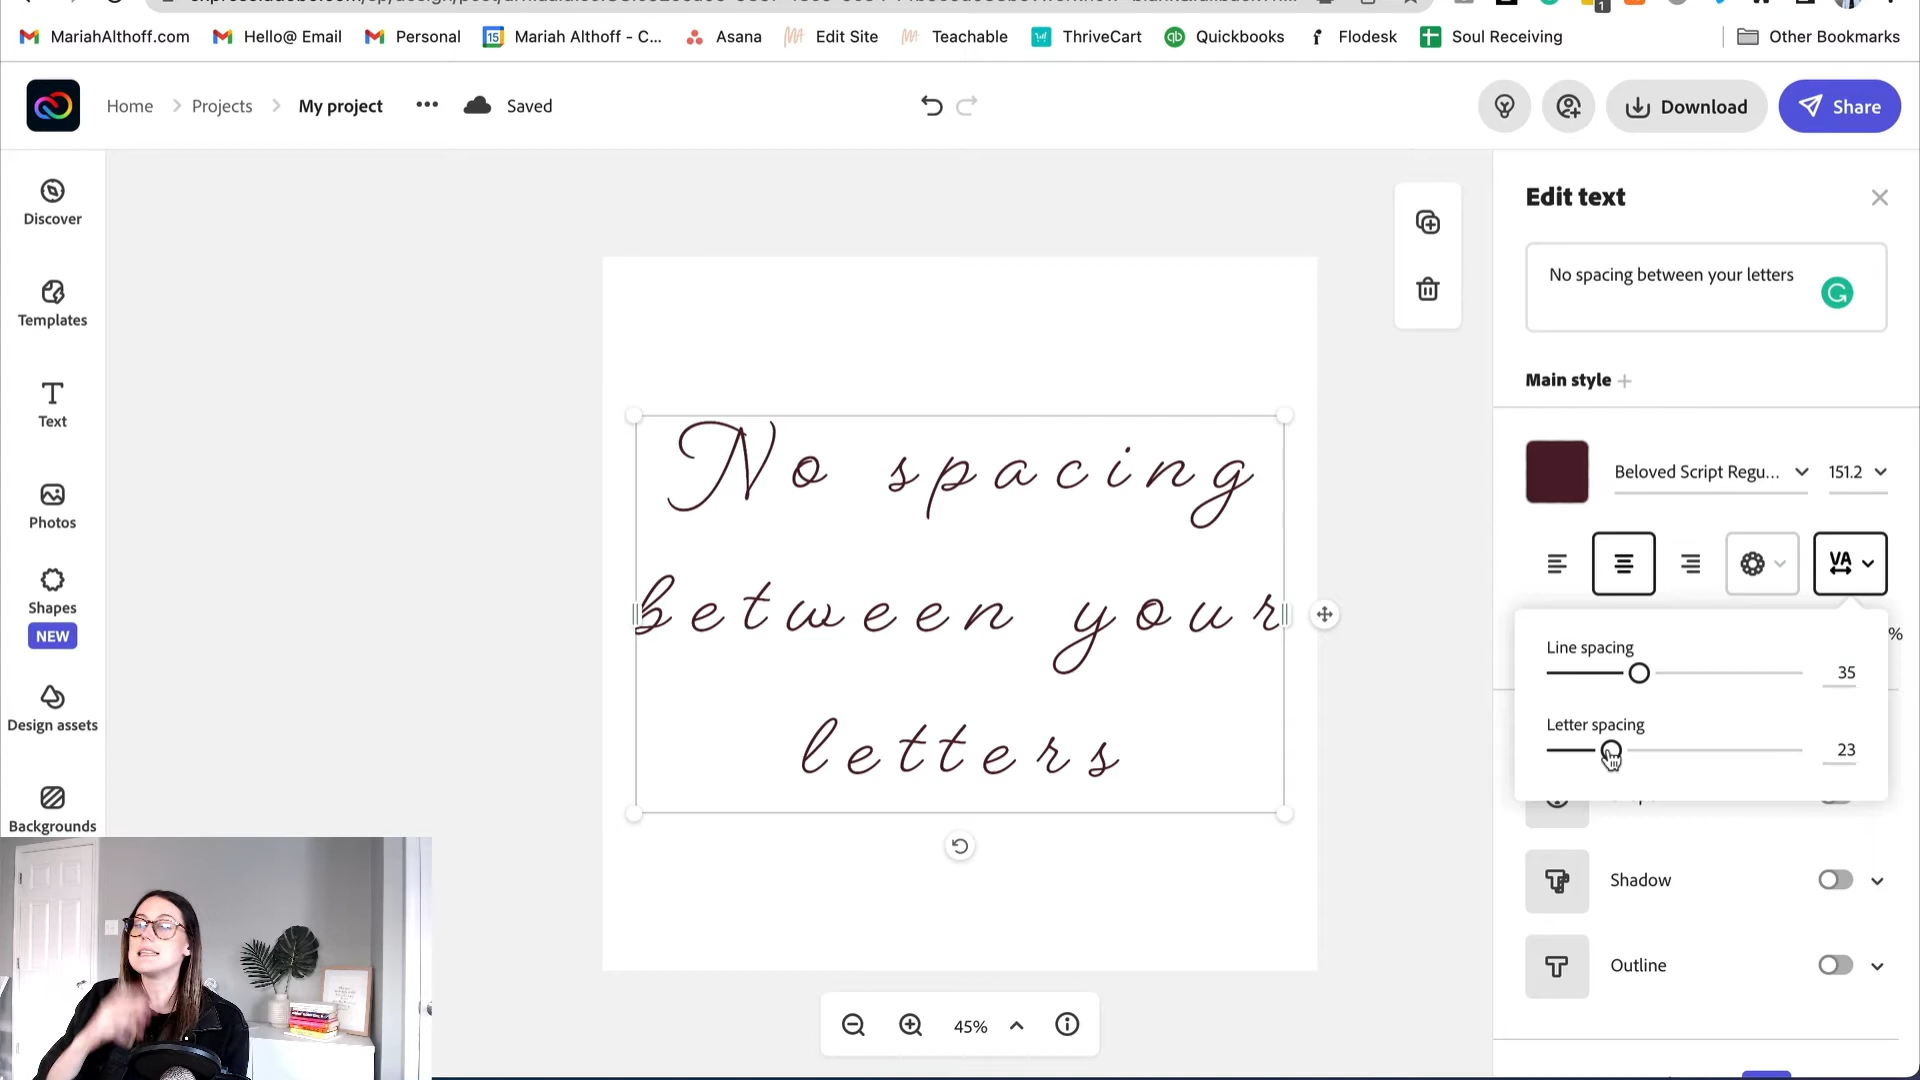 MariahAlthoff.com Hello@ Email Personal 15 Mariah Althoff - C... Asana Edit Site Teachable ThriveCart qb Quickbooks Flodesk Soul Receiving Other Bookmarks
Home Projects My project ••• Saved Download Share
Discover
Templates
Text
Photos
Shapes
NEW
Design assets
Backgrounds
No spacing
between your
letters
45%
Edit text
No spacing between your letters
Main style +
Beloved Script Regu... 151.2
VA
%
Line spacing
35
Letter spacing
23
Shadow
Outline